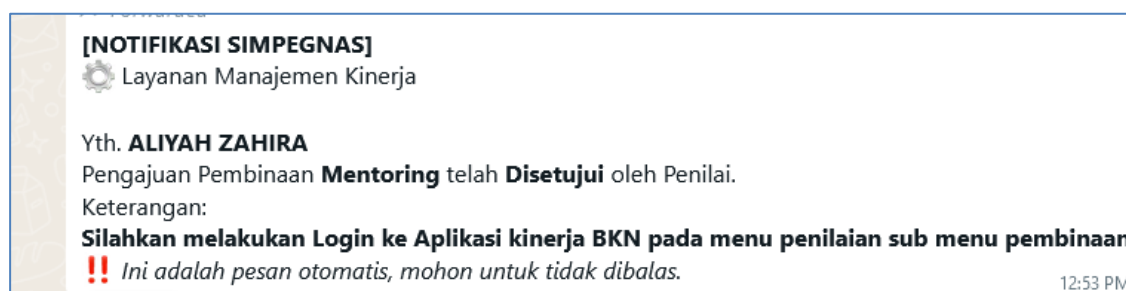 Forwarded
[NOTIFIKASI SIMPEGNAS]
Layanan Manajemen Kinerja
Yth. ALIYAH ZAHIRA
Pengajuan Pembinaan Mentoring telah Disetujui oleh Penilai.
Keterangan:
Silahkan melakukan Login ke Aplikasi kinerja BKN pada menu penilaian sub menu pembinaan
‼ Ini adalah pesan otomatis, mohon untuk tidak dibalas.
12:53 PM